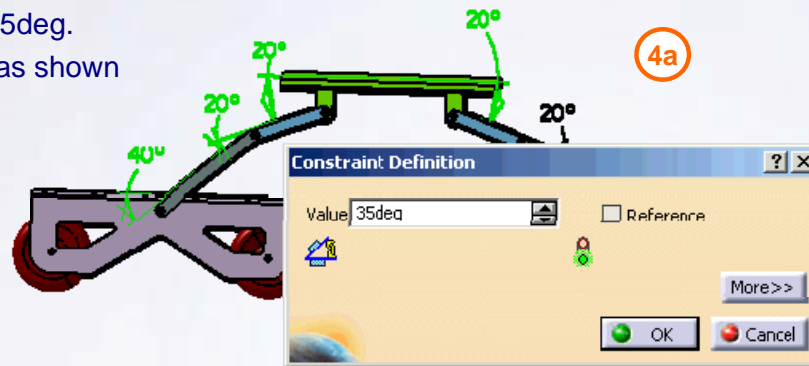 5deg.
as shown
20°
20°
4a
20°
20°
40°
Constraint Definition
Value 35deg
Reference
More>>
OK
Cancel